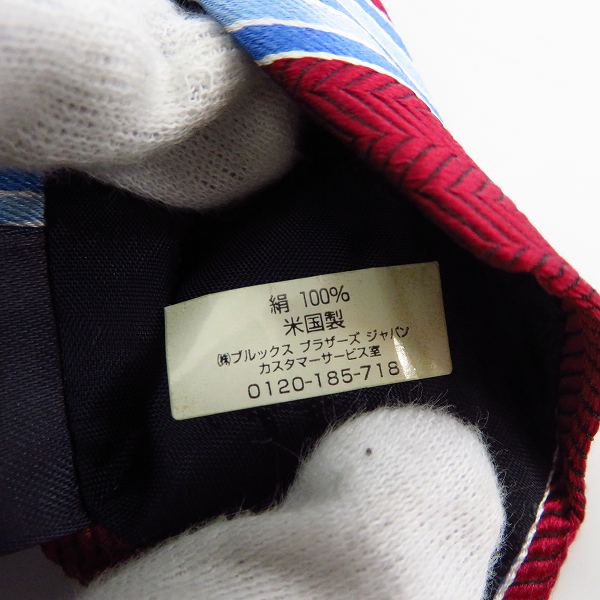 絹 100%
米国製
㈱ブルックス ブラザーズ ジャパン
カスタマーサービス室
0120-185-718